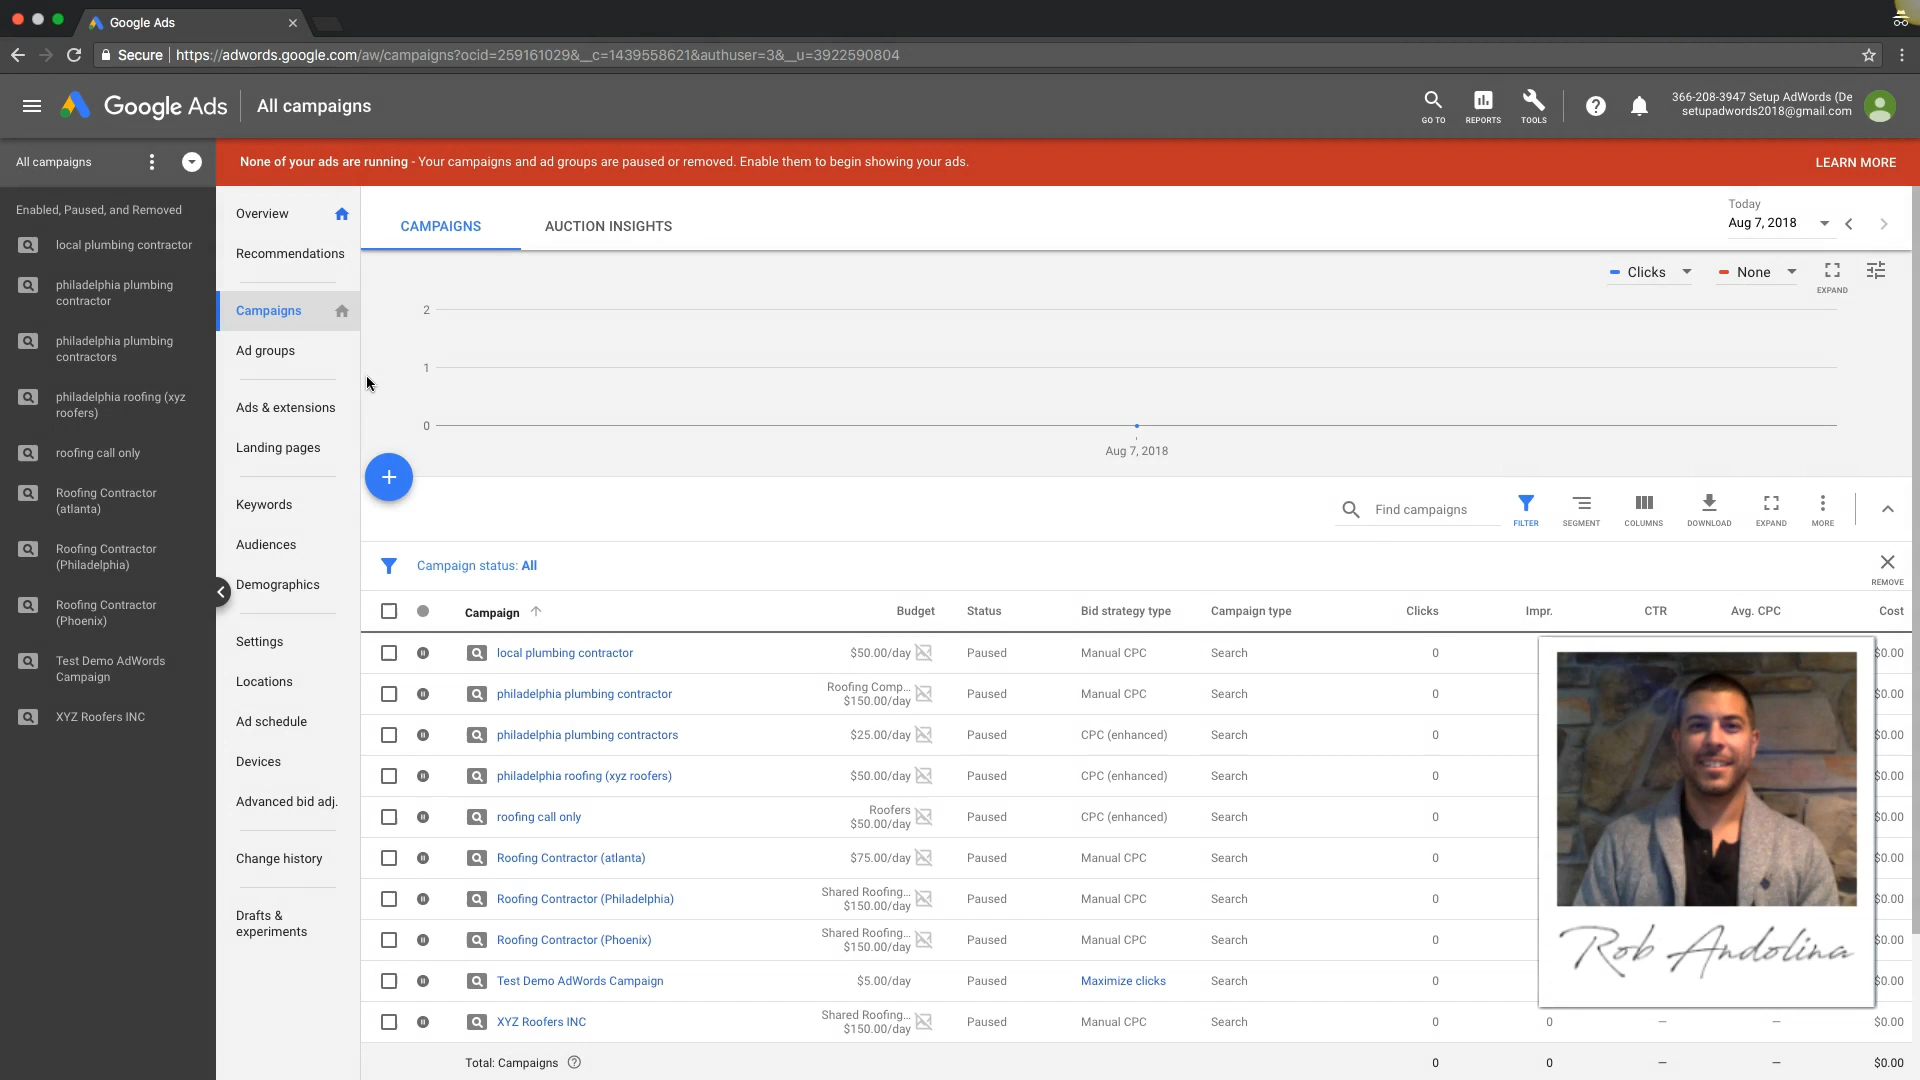 Google Ads
Secure | https://adwords.google.com/aw/campaigns?ocid=259161029&__c=1439558621&authuser=3&__u=3922590804
Google Ads
All campaigns
GO TO
REPORTS
TOOLS
366-208-3947 Setup AdWords (De
setupadwords2018@gmail.com
All campaigns
None of your ads are running - Your campaigns and ad groups are paused or removed. Enable them to begin showing your ads.
LEARN MORE
Enabled, Paused, and Removed
local plumbing contractor
philadelphia plumbing
contractor
philadelphia plumbing
contractors
philadelphia roofing (xyz
roofers)
roofing call only
Roofing Contractor
(atlanta)
Roofing Contractor
(Philadelphia)
Roofing Contractor
(Phoenix)
Test Demo AdWords
Campaign
XYZ Roofers INC
Overview
Recommendations
Campaigns
Ad groups
Ads & extensions
Landing pages
Keywords
Audiences
Demographics
Settings
Locations
Ad schedule
Devices
Advanced bid adj.
Change history
Drafts &
experiments
CAMPAIGNS
AUCTION INSIGHTS
Today
Aug 7, 2018
Clicks
None
EXPAND
2
1
0
Aug 7, 2018
Find campaigns
FILTER
SEGMENT
COLUMNS
DOWNLOAD
EXPAND
MORE
Campaign status: All
REMOVE
Campaign Budget Status Bid strategy type Campaign type Clicks Impr. CTR Avg. CPC Cost
local plumbing contractor $50.00/day Paused Manual CPC Search 0 $0.00
philadelphia plumbing contractor Roofing Comp... $150.00/day Paused Manual CPC Search 0 $0.00
philadelphia plumbing contractors $25.00/day Paused CPC (enhanced) Search 0 $0.00
philadelphia roofing (xyz roofers) $50.00/day Paused CPC (enhanced) Search 0 $0.00
roofing call only Roofers $50.00/day Paused CPC (enhanced) Search 0 $0.00
Roofing Contractor (atlanta) $75.00/day Paused Manual CPC Search 0 $0.00
Roofing Contractor (Philadelphia) Shared Roofing... $150.00/day Paused Manual CPC Search 0 $0.00
Roofing Contractor (Phoenix) Shared Roofing... $150.00/day Paused Manual CPC Search 0 $0.00
Test Demo AdWords Campaign $5.00/day Paused Maximize clicks Search 0 $0.00
XYZ Roofers INC Shared Roofing... $150.00/day Paused Manual CPC Search 0 0 – – $0.00
Total: Campaigns 0 0 – – $0.00
Rob Andolina